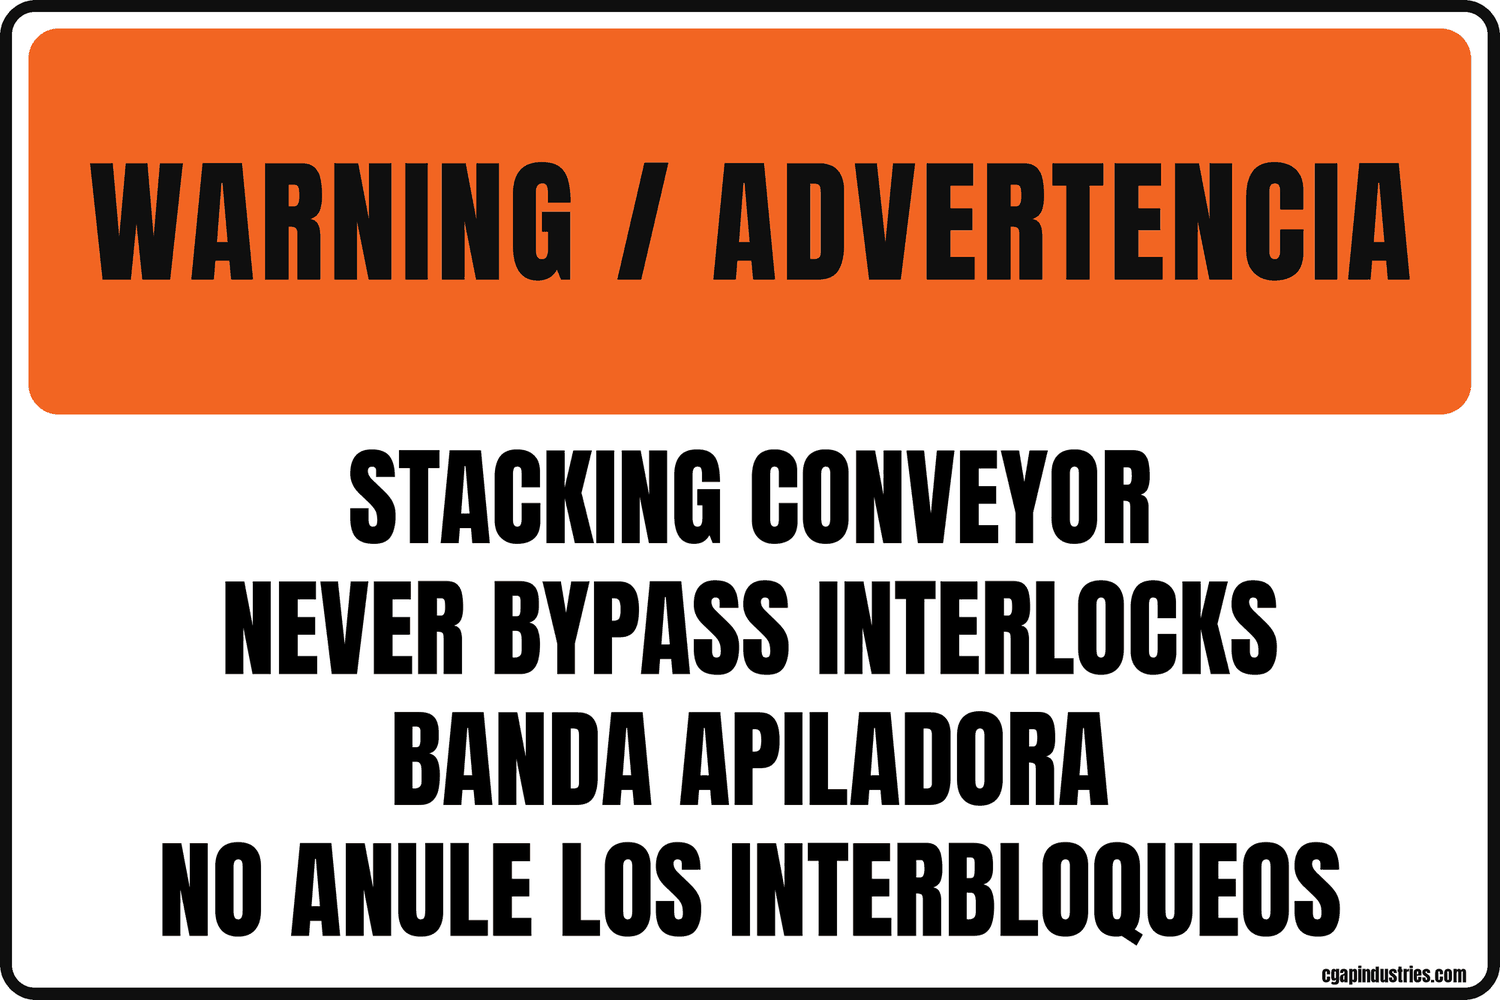 WARNING / ADVERTENCIA
STACKING CONVEYOR
NEVER BYPASS INTERLOCKS
BANDA APILADORA
NO ANULE LOS INTERBLOQUEOS
cgapindustries.com